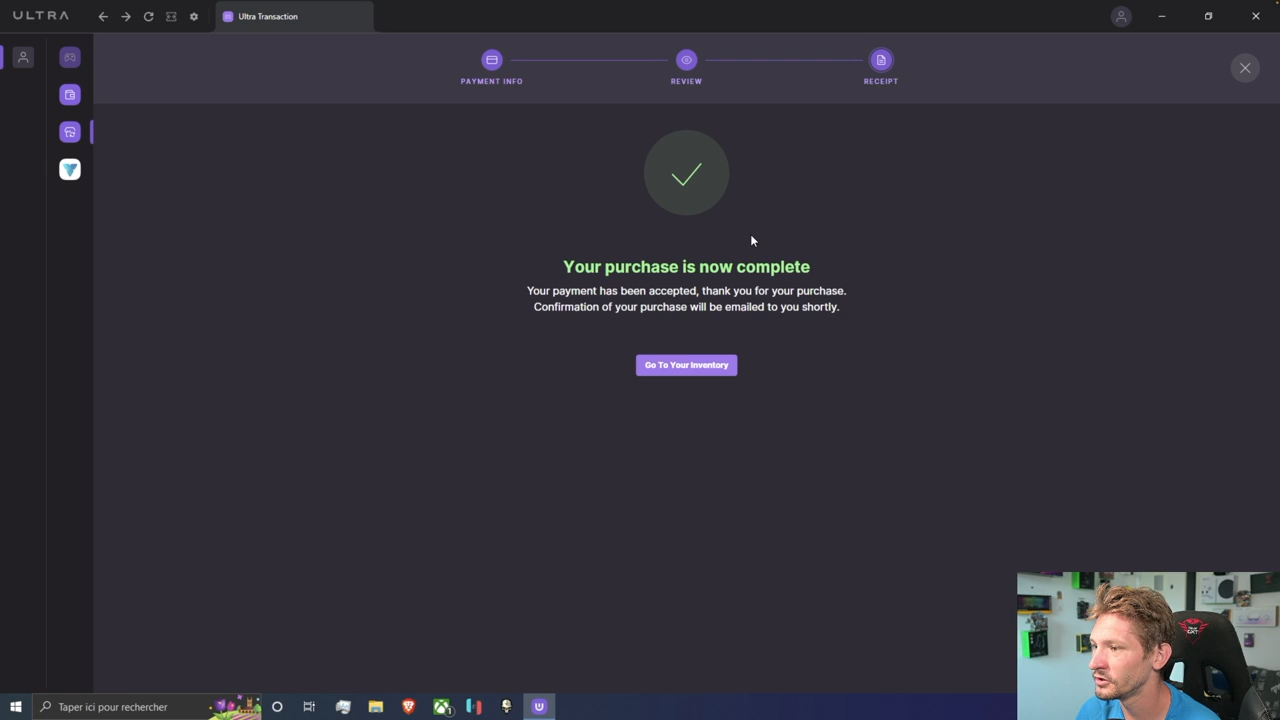 ULTRA
Ultra Transaction
PAYMENT INFO
REVIEW
RECEIPT
Your purchase is now complete
Your payment has been accepted, thank you for your purchase.
Confirmation of your purchase will be emailed to you shortly.
Go To Your Inventory
Taper ici pour rechercher